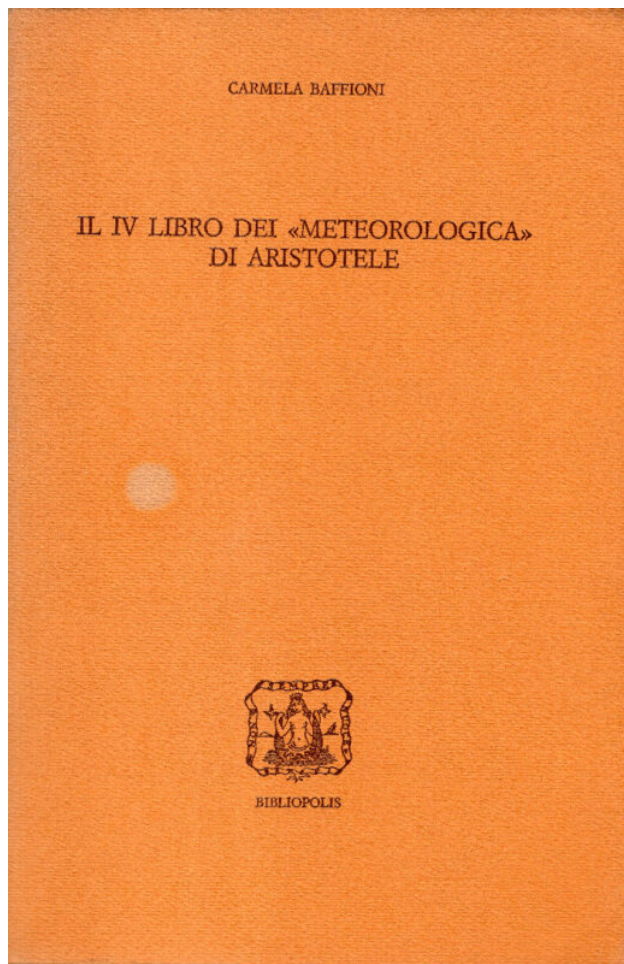 CARMELA BAFFIONI
IL IV LIBRO DEI «METEOROLOGICA»
DI ARISTOTELE
BIBLIOPOLIS